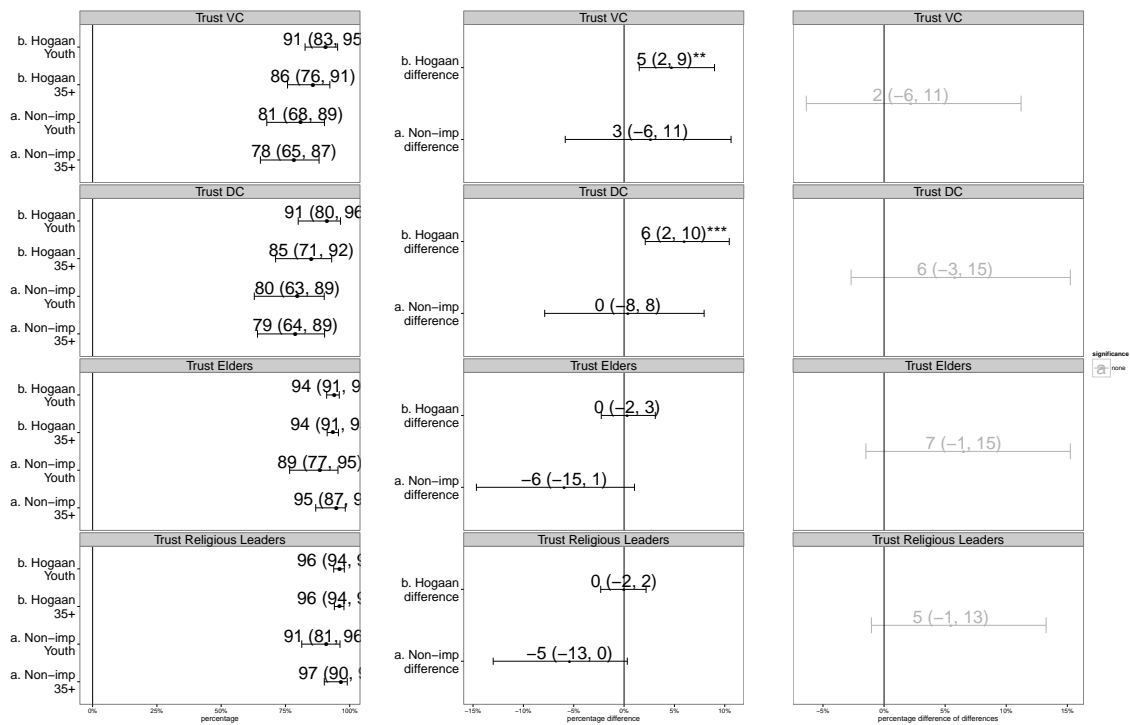 Trust VC
b. Hogaan
Youth
91 (83, 95
b. Hogaan
35+
86 (76, 91)
a. Non−imp
Youth
81 (68, 89)
a. Non−imp
35+
78 (65, 87)
Trust DC
b. Hogaan
Youth
91 (80, 96
b. Hogaan
35+
85 (71, 92)
a. Non−imp
Youth
80 (63, 89)
a. Non−imp
35+
79 (64, 89)
Trust Elders
b. Hogaan
Youth
94 (91, 9
b. Hogaan
35+
94 (91, 9
a. Non−imp
Youth
89 (77, 95)
a. Non−imp
35+
95 (87, 9
Trust Religious Leaders
b. Hogaan
Youth
96 (94, 9
b. Hogaan
35+
96 (94, 9
a. Non−imp
Youth
91 (81, 96
a. Non−imp
35+
97 (90, 9
0%
25%
50%
75%
100%
percentage
Trust VC
b. Hogaan
difference
5 (2, 9)**
a. Non−imp
difference
3 (−6, 11)
Trust DC
b. Hogaan
difference
6 (2, 10)***
a. Non−imp
difference
0 (−8, 8)
Trust Elders
b. Hogaan
difference
0 (−2, 3)
a. Non−imp
difference
−6 (−15, 1)
Trust Religious Leaders
b. Hogaan
difference
0 (−2, 2)
a. Non−imp
difference
−5 (−13, 0)
−15%
−10%
−5%
0%
5%
10%
percentage difference
Trust VC
2 (−6, 11)
Trust DC
6 (−3, 15)
Trust Elders
7 (−1, 15)
Trust Religious Leaders
5 (−1, 13)
−5%
0%
5%
10%
15%
percentage difference of differences
significance
a
none